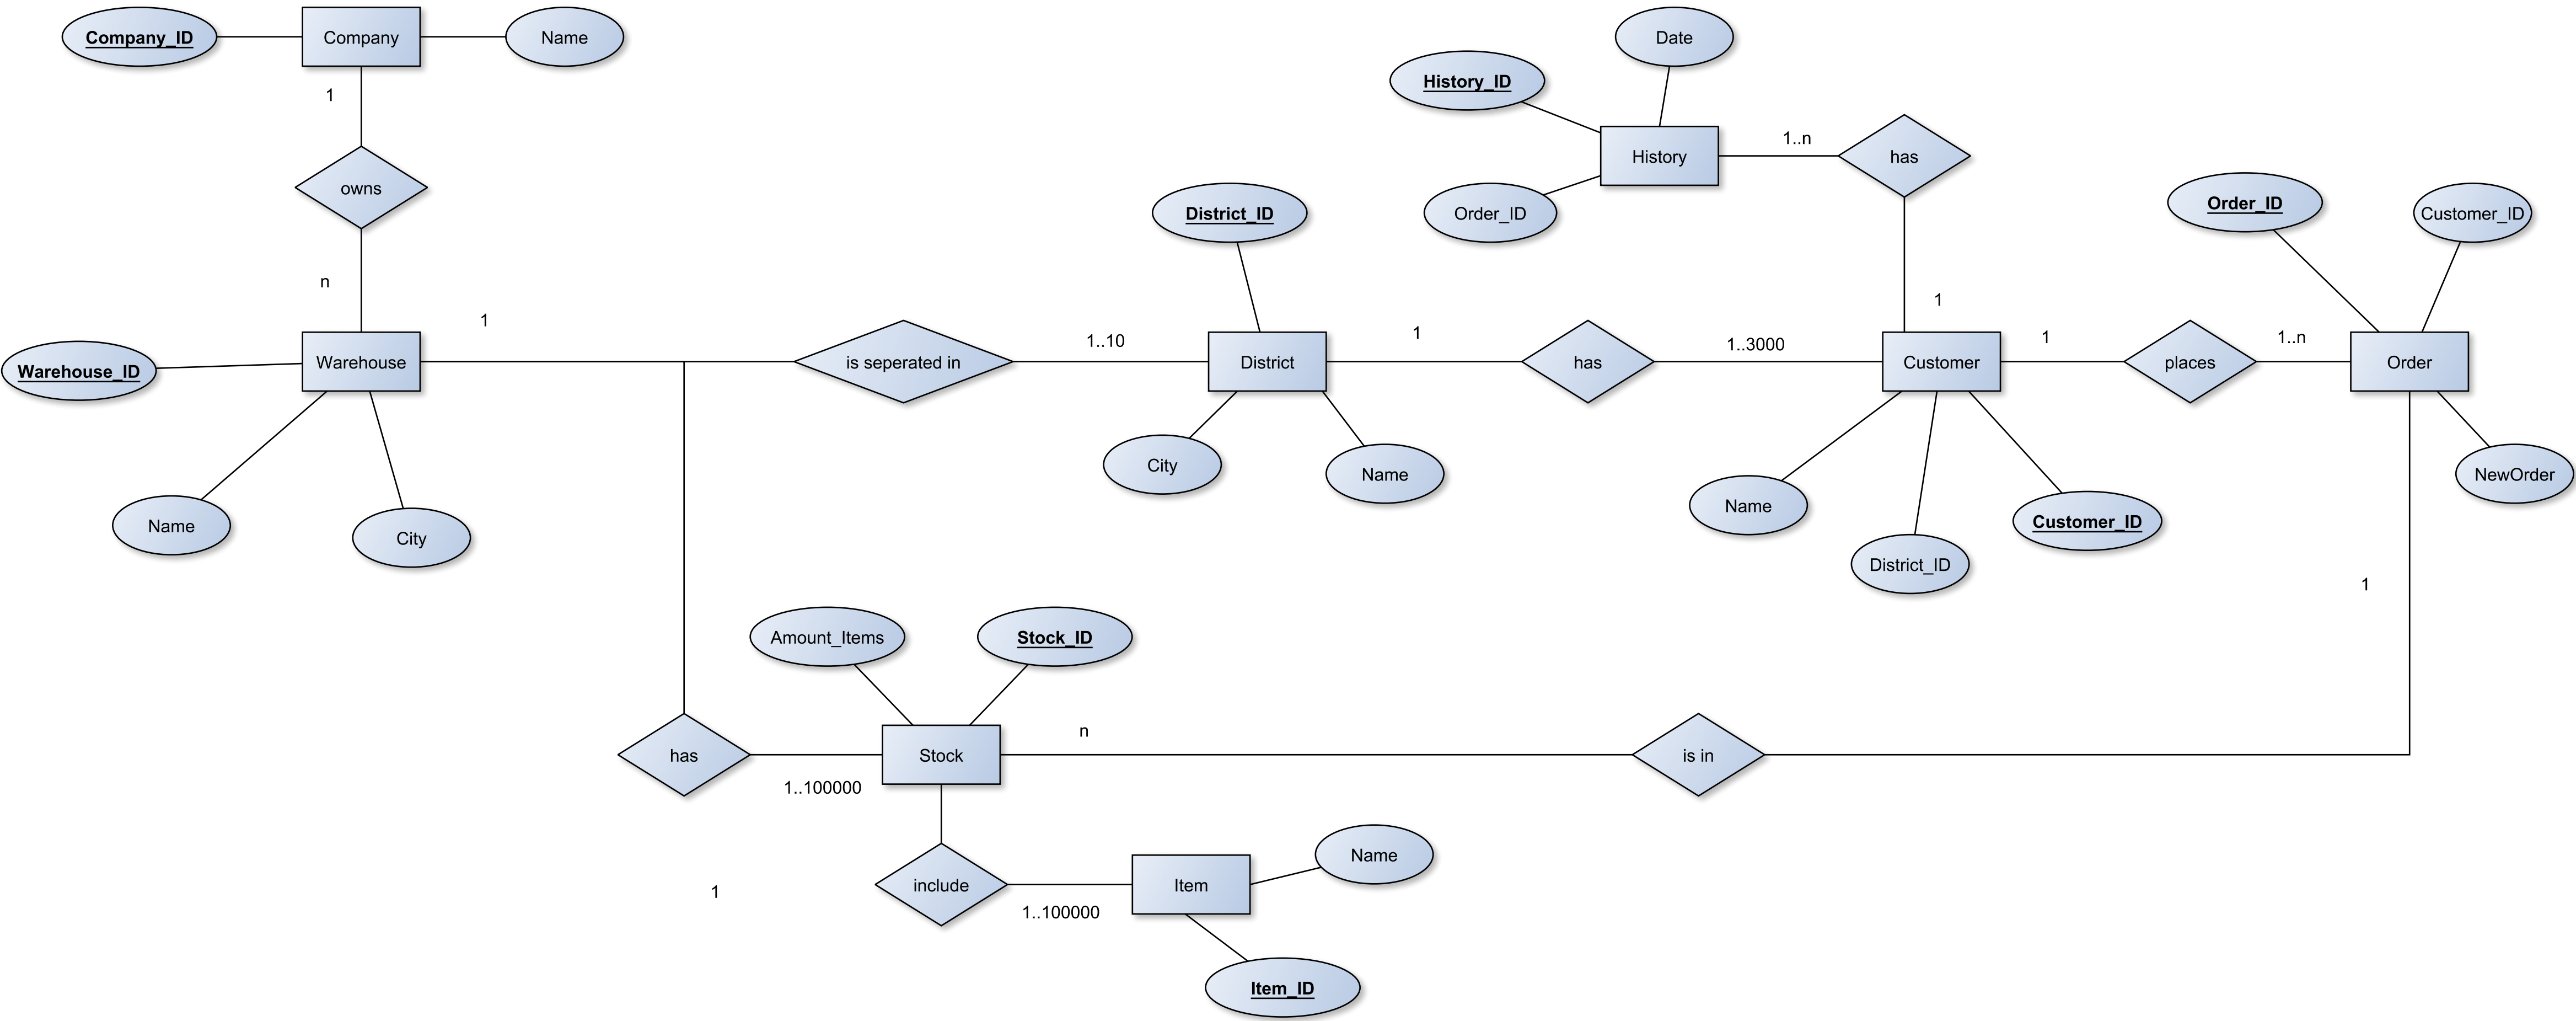 Company_ID
Company
Name
1
owns
n
Warehouse_ID
Warehouse
Name
City
1
is seperated in
1..10
District_ID
District
City
Name
1
has
1..3000
History_ID
Date
History
Order_ID
1..n
has
1
Customer
Name
District_ID
Customer_ID
1
places
1..n
Order_ID
Customer_ID
Order
NewOrder
1
Amount_Items
Stock_ID
has
1..100000
Stock
n
is in
1
include
1..100000
Item
Name
Item_ID